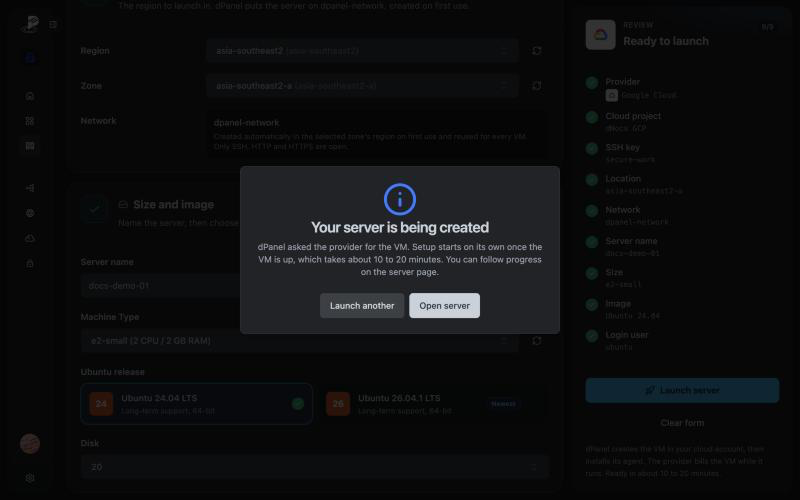 The region to launch in. dPanel puts the server on dpanel-network, created on first use.
Region
asia-southeast2 (asia-southeast2)
Zone
asia-southeast2-a (asia-southeast2-a)
Network
dpanel-network
Created automatically in the selected zone's region on first use and reused for every VM.
Only SSH, HTTP and HTTPS are open.
Size and image
Name the server, then choose
Server name
docs-demo-01
Machine Type
e2-small (2 CPU / 2 GB RAM)
Ubuntu release
24
Ubuntu 24.04 LTS
Long-term support, 64-bit
26
Ubuntu 26.04.1 LTS
Long-term support, 64-bit
Newest
Disk
20
Your server is being created
dPanel asked the provider for the VM. Setup starts on its own once the
VM is up, which takes about 10 to 20 minutes. You can follow progress
on the server page.
Launch another
Open server
REVIEW
9/9
Ready to launch
Provider
Google Cloud
Cloud project
dNocs GCP
SSH key
secure-work
Location
asia-southeast2-a
Network
dpanel-network
Server name
docs-demo-01
Size
e2-small
Image
Ubuntu 24.04
Login user
ubuntu
Launch server
Clear form
dPanel creates the VM in your cloud account, then
installs its agent. The provider bills the VM while it
runs. Ready in about 10 to 20 minutes.